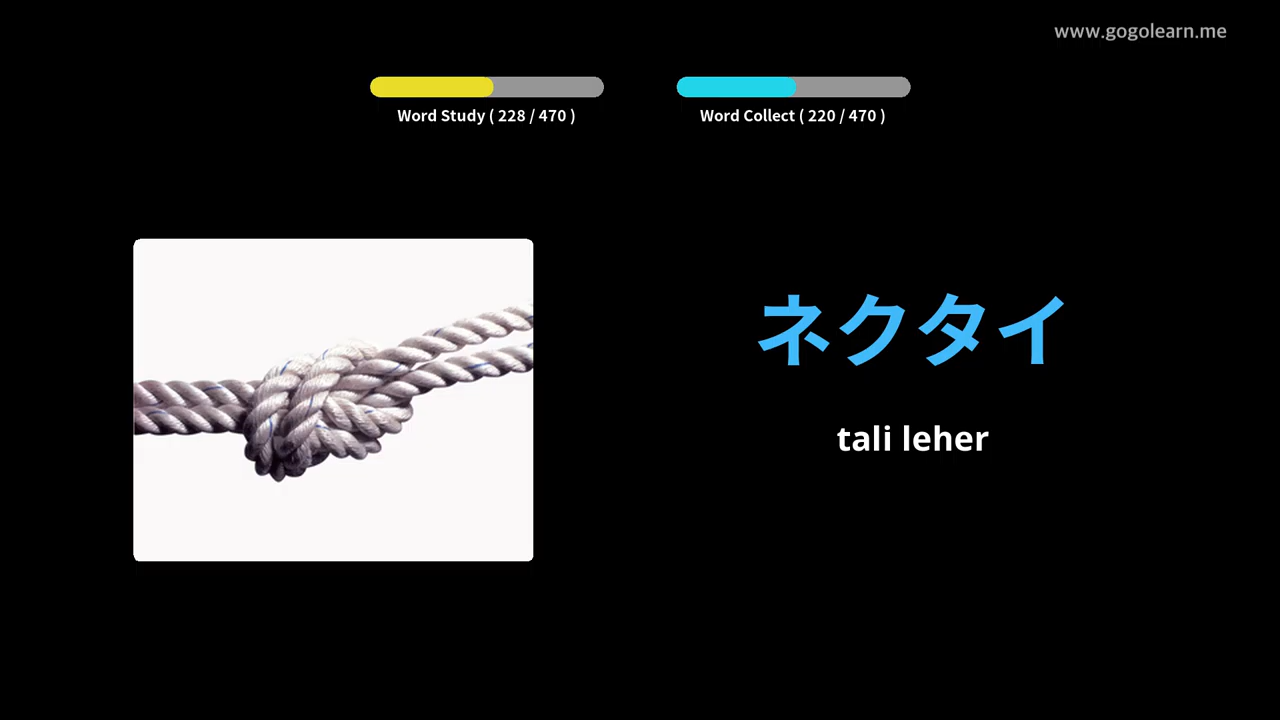 www.gogolearn.me
Word Study ( 228 / 470 )
Word Collect ( 220 / 470 )
ネクタイ
tali leher